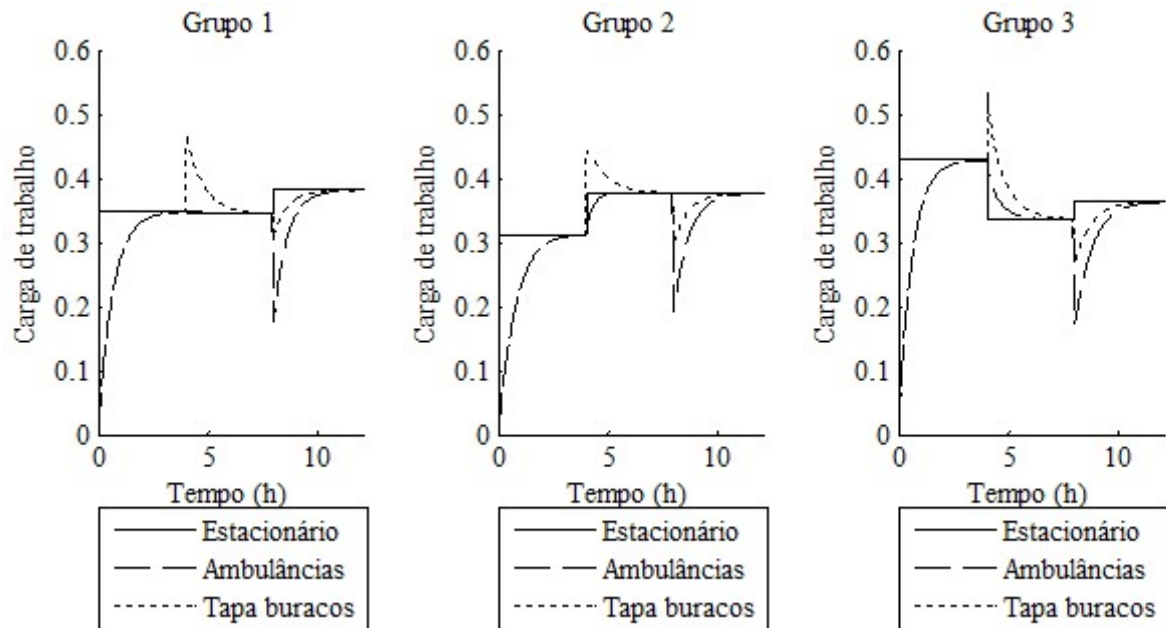 Grupo 1
0.6
0.5
0.4
0.3
0.2
0.1
0
Carga de trabalho
0 5 10
Tempo (h)
Estacionário
Ambulâncias
Tapa buracos
Grupo 2
0.6
0.5
0.4
0.3
0.2
0.1
0
Carga de trabalho
0 5 10
Tempo (h)
Estacionário
Ambulâncias
Tapa buracos
Grupo 3
0.6
0.5
0.4
0.3
0.2
0.1
0
Carga de trabalho
0 5 10
Tempo (h)
Estacionário
Ambulâncias
Tapa buracos